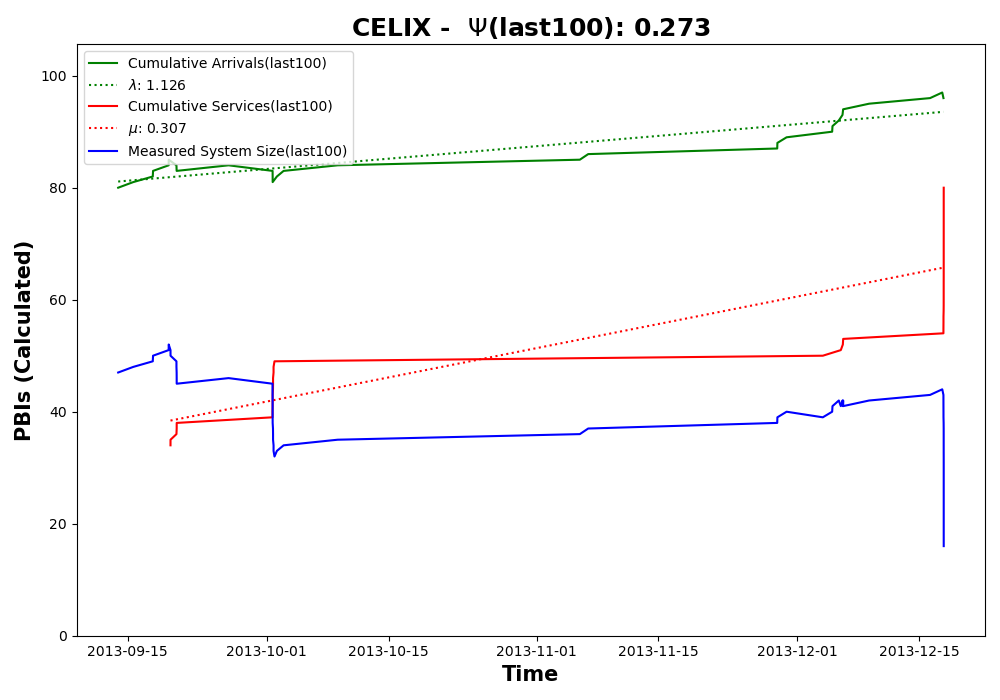 CELIX - Ψ(last100): 0.273
Cumulative Arrivals(last100)
λ: 1.126
Cumulative Services(last100)
μ: 0.307
Measured System Size(last100)
PBIs (Calculated)
100
80
60
40
20
0
2013-09-15 2013-10-01 2013-10-15 2013-11-01 2013-11-15 2013-12-01 2013-12-15
Time